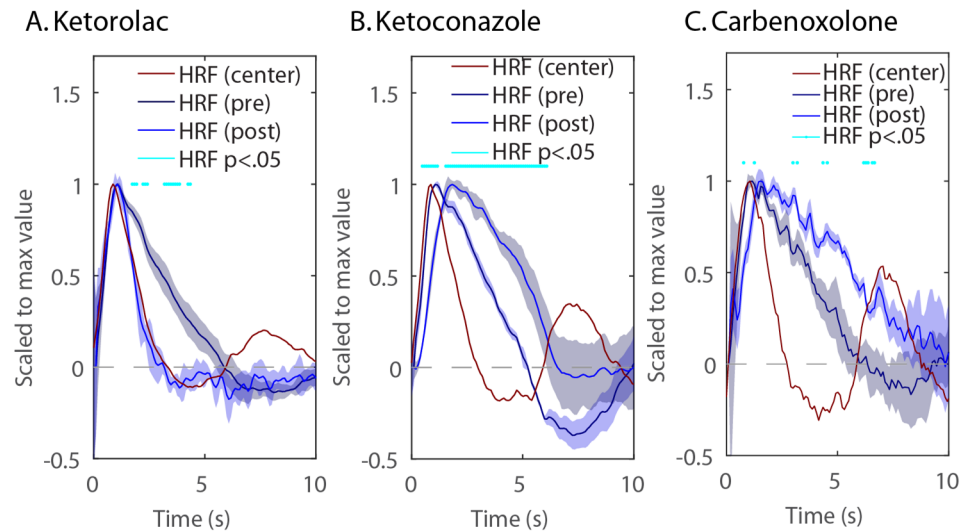 A. Ketorolac
HRF (center)
HRF (pre)
HRF (post)
HRF p<.05
Scaled to max value
1.5
1
0.5
0
-0.5
0
5
10
Time (s)
B. Ketoconazole
HRF (center)
HRF (pre)
HRF (post)
HRF p<.05
Scaled to max value
1.5
1
0.5
0
-0.5
0
5
10
Time (s)
C. Carbenoxolone
HRF (center)
HRF (pre)
HRF (post)
HRF p<.05
Scaled to max value
1.5
1
0.5
0
-0.5
0
5
10
Time (s)